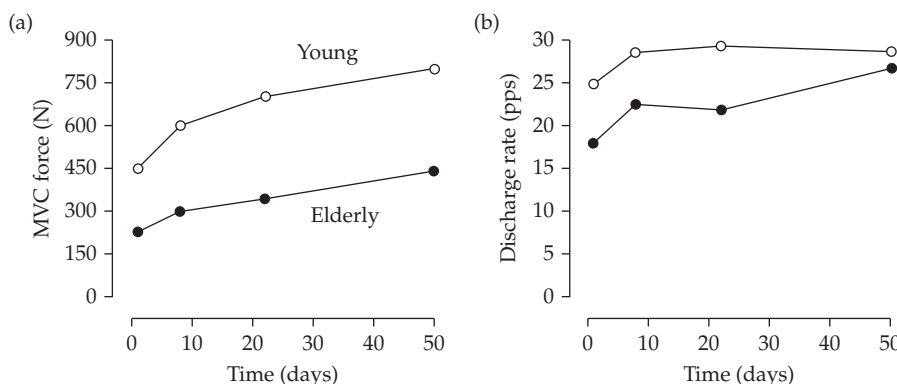 (a)
900
750
600
450
300
150
0
MVC force (N)
Young
Elderly
0 10 20 30 40 50
Time (days)
(b)
30
25
20
15
10
5
0
Discharge rate (pps)
0 10 20 30 40 50
Time (days)